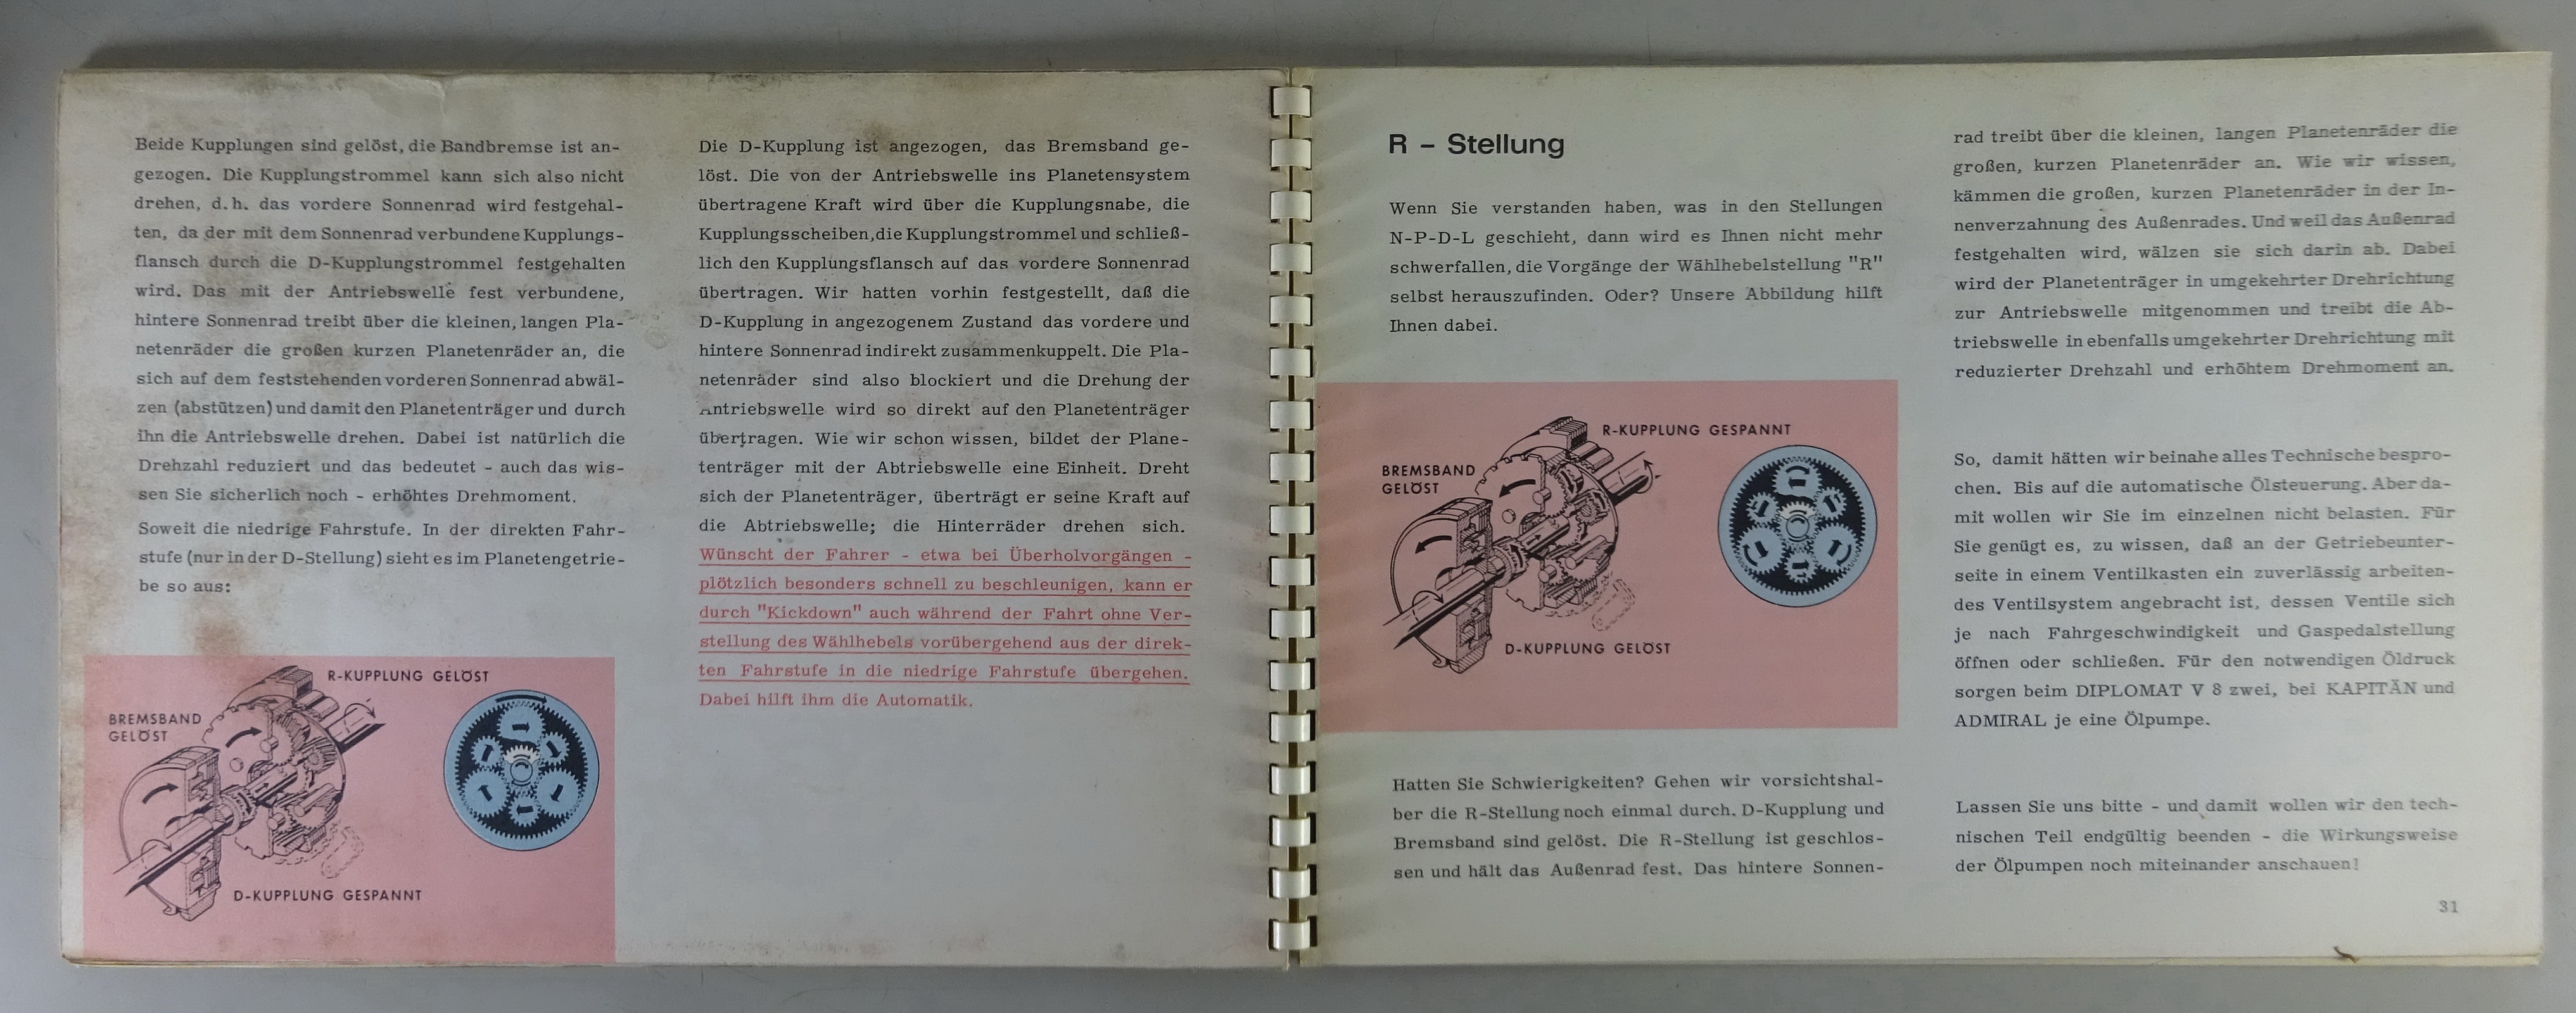 Beide Kupplungen sind gelöst, die Bandbremse ist an-
gezogen. Die Kupplungstrommel kann sich also nicht
drehen, d. h. das vordere Sonnenrad wird festgehal-
ten, da der mit dem Sonnenrad verbundene Kupplungs-
flansch durch die D-Kupplungstrommel festgehalten
wird. Das mit der Antriebswelle fest verbundene,
hintere Sonnenrad treibt über die kleinen, langen Pla-
netenräder die großen kurzen Planetenräder an, die
sich auf dem feststehenden vorderen Sonnenrad abwäl-
zen (abstützen) und damit den Planetenträger und durch
ihn die Antriebswelle drehen. Dabei ist natürlich die
Drehzahl reduziert und das bedeutet - auch das wis-
sen Sie sicherlich noch - erhöhtes Drehmoment.
Soweit die niedrige Fahrstufe. In der direkten Fahr-
stufe (nur in der D-Stellung) sieht es im Planetengetrie-
be so aus:
R-KUPPLUNG GELÖST
BREMSBAND
GELÖST
D-KUPPLUNG GESPANNT
Die D-Kupplung ist angezogen, das Bremsband ge-
löst. Die von der Antriebswelle ins Planetensystem
übertragene Kraft wird über die Kupplungsnabe, die
Kupplungsscheiben, die Kupplungstrommel und schließ-
lich den Kupplungsflansch auf das vordere Sonnenrad
übertragen. Wir hatten vorhin festgestellt, daß die
D-Kupplung in angezogenem Zustand das vordere und
hintere Sonnenrad indirekt zusammenkuppelt. Die Pla-
netenräder sind also blockiert und die Drehung der
Antriebswelle wird so direkt auf den Planetenträger
übertragen. Wie wir schon wissen, bildet der Plane-
tenträger mit der Abtriebswelle eine Einheit. Dreht
sich der Planetenträger, überträgt er seine Kraft auf
die Abtriebswelle; die Hinterräder drehen sich.
Wünscht der Fahrer - etwa bei Überholvorgängen -
plötzlich besonders schnell zu beschleunigen, kann er
durch "Kickdown" auch während der Fahrt ohne Ver-
stellung des Wählhebels vorübergehend aus der direk-
ten Fahrstufe in die niedrige Fahrstufe übergehen.
Dabei hilft ihm die Automatik.
R - Stellung
Wenn Sie verstanden haben, was in den Stellungen
N-P-D-L geschieht, dann wird es Ihnen nicht mehr
schwerfallen, die Vorgänge der Wählhebelstellung "R"
selbst herauszufinden. Oder? Unsere Abbildung hilft
Ihnen dabei.
R-KUPPLUNG GESPANNT
BREMSBAND
GELÖST
D-KUPPLUNG GELÖST
Hatten Sie Schwierigkeiten? Gehen wir vorsichtshal-
ber die R-Stellung noch einmal durch. D-Kupplung und
Bremsband sind gelöst. Die R-Stellung ist geschlos-
sen und hält das Außenrad fest. Das hintere Sonnen-
rad treibt über die kleinen, langen Planetenräder die
großen, kurzen Planetenräder an. Wie wir wissen,
kämmen die großen, kurzen Planetenräder in der In-
nenverzahnung des Außenrades. Und weil das Außenrad
festgehalten wird, wälzen sie sich darin ab. Dabei
wird der Planetenträger in umgekehrter Drehrichtung
zur Antriebswelle mitgenommen und treibt die Ab-
triebswelle in ebenfalls umgekehrter Drehrichtung mit
reduzierter Drehzahl und erhöhtem Drehmoment an.
So, damit hätten wir beinahe alles Technische bespro-
chen. Bis auf die automatische Ölsteuerung. Aber da-
mit wollen wir Sie im einzelnen nicht belasten. Für
Sie genügt es, zu wissen, daß an der Getriebeunter-
seite in einem Ventilkasten ein zuverlässig arbeiten-
des Ventilsystem angebracht ist, dessen Ventile sich
je nach Fahrgeschwindigkeit und Gaspedalstellung
öffnen oder schließen. Für den notwendigen Öldruck
sorgen beim DIPLOMAT V 8 zwei, bei KAPITÄN und
ADMIRAL je eine Ölpumpe.
Lassen Sie uns bitte - und damit wollen wir den tech-
nischen Teil endgültig beenden - die Wirkungsweise
der Ölpumpen noch miteinander anschauen!
31